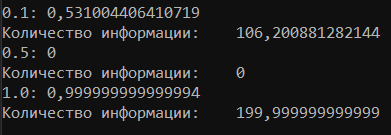 0.1: 0,531004406410719
Количество информации:    106,200881282144
0.5: 0
Количество информации:    0
1.0: 0,999999999999994
Количество информации:    199,999999999999